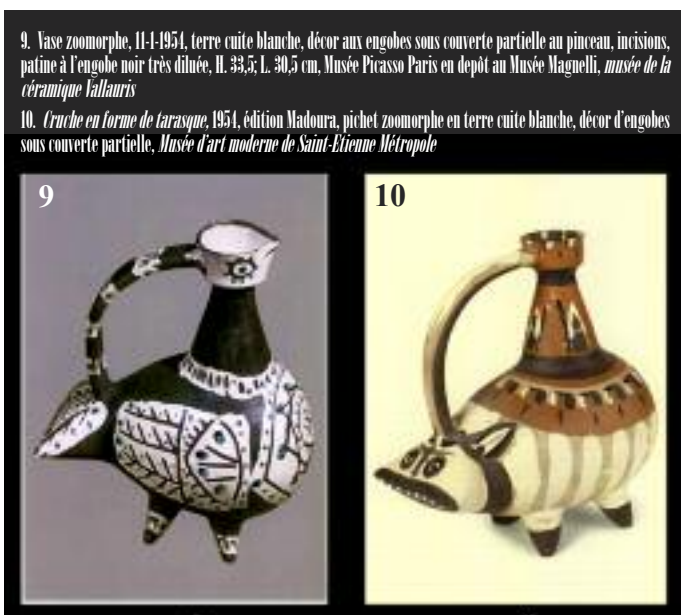 9. Vase zoomorphe, 11-1-1954, terre cuite blanche, décor aux engobes sous couverte partielle au pinceau, incisions,
patine à l'engobe noir très diluée, H. 33,5; L. 30,5 cm, Musée Picasso Paris en depôt au Musée Magnelli, musée de la
céramique Vallauris
10. Cruche en forme de tarasque, 1954, édition Madoura, pichet zoomorphe en terre cuite blanche, décor d'engobes
sous couverte partielle, Musée d'art moderne de Saint-Etienne Métropole
9
10